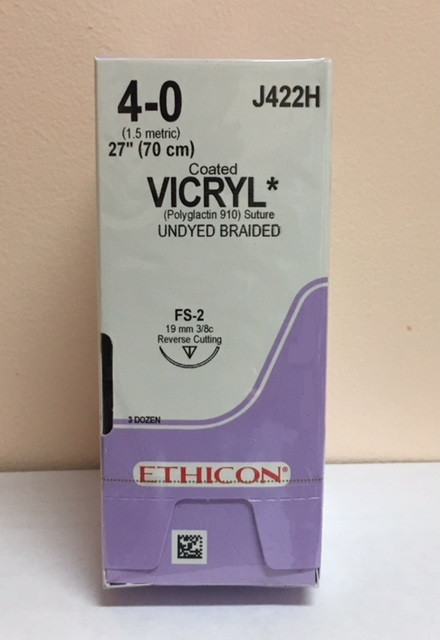 4-0
J422H
(1.5 metric)
27" (70 cm)
Coated
VICRYL*
(Polyglactin 910) Suture
UNDYED BRAIDED
FS-2
19 mm 3/8c
Reverse Cutting
3 DOZEN
ETHICON®